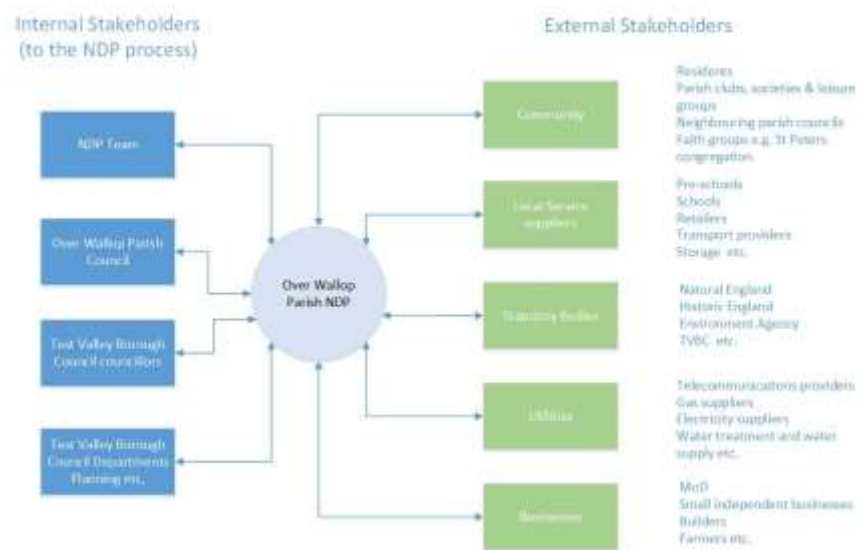 Internal Stakeholders
(to the NDP process)
External Stakeholders
NDP Team
Over Wallop Parish
Council
Test Valley Borough
Council councillors
Test Valley Borough
Council Departments
Planning etc.
Over Wallop
Parish NDP
Community
Residents
Parish clubs, societies & leisure
groups
Neighbouring parish councils
Faith groups e.g. St Peters
congregation
Local Service
suppliers
Pre-schools
Schools
Retailers
Transport providers
Storage etc.
Statutory Bodies
Natural England
Historic England
Environment Agency
TVBC etc.
Utilities
Telecommunications providers
Gas suppliers
Electricity suppliers
Water treatment and water
supply etc.
Businesses
MoD
Small independent businesses
Builders
Farmers etc.